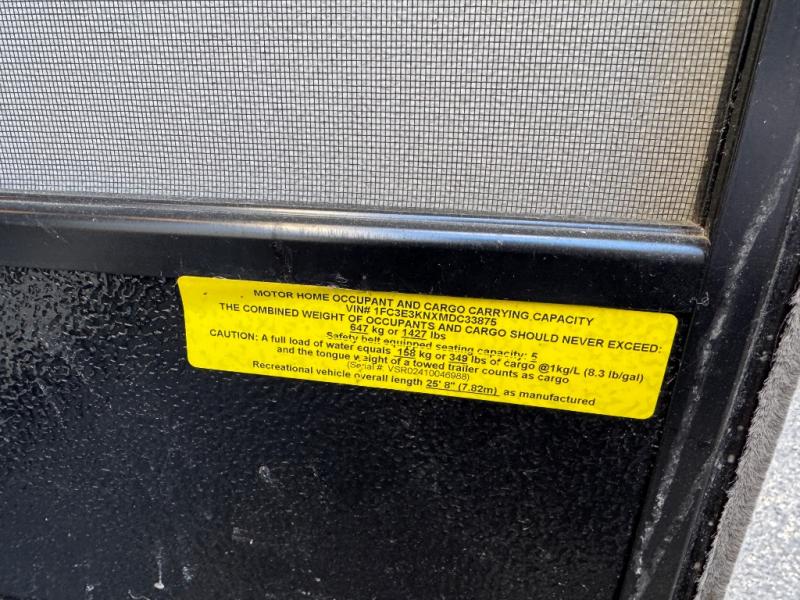 MOTOR HOME OCCUPANT AND CARGO CARRYING CAPACITY
VIN# 1FC3E3KNXMDC33875
THE COMBINED WEIGHT OF OCCUPANTS AND CARGO SHOULD NEVER EXCEED:
647 kg or 1427 lbs
Safety belt equipped seating capacity: 5
CAUTION: A full load of water equals 158 kg or 349 lbs of cargo @1kg/L (8.3 lb/gal)
and the tongue weight of a towed trailer counts as cargo
(Serial #: VSR02410046988)
Recreational vehicle overall length 25' 8" (7.82m) as manufactured